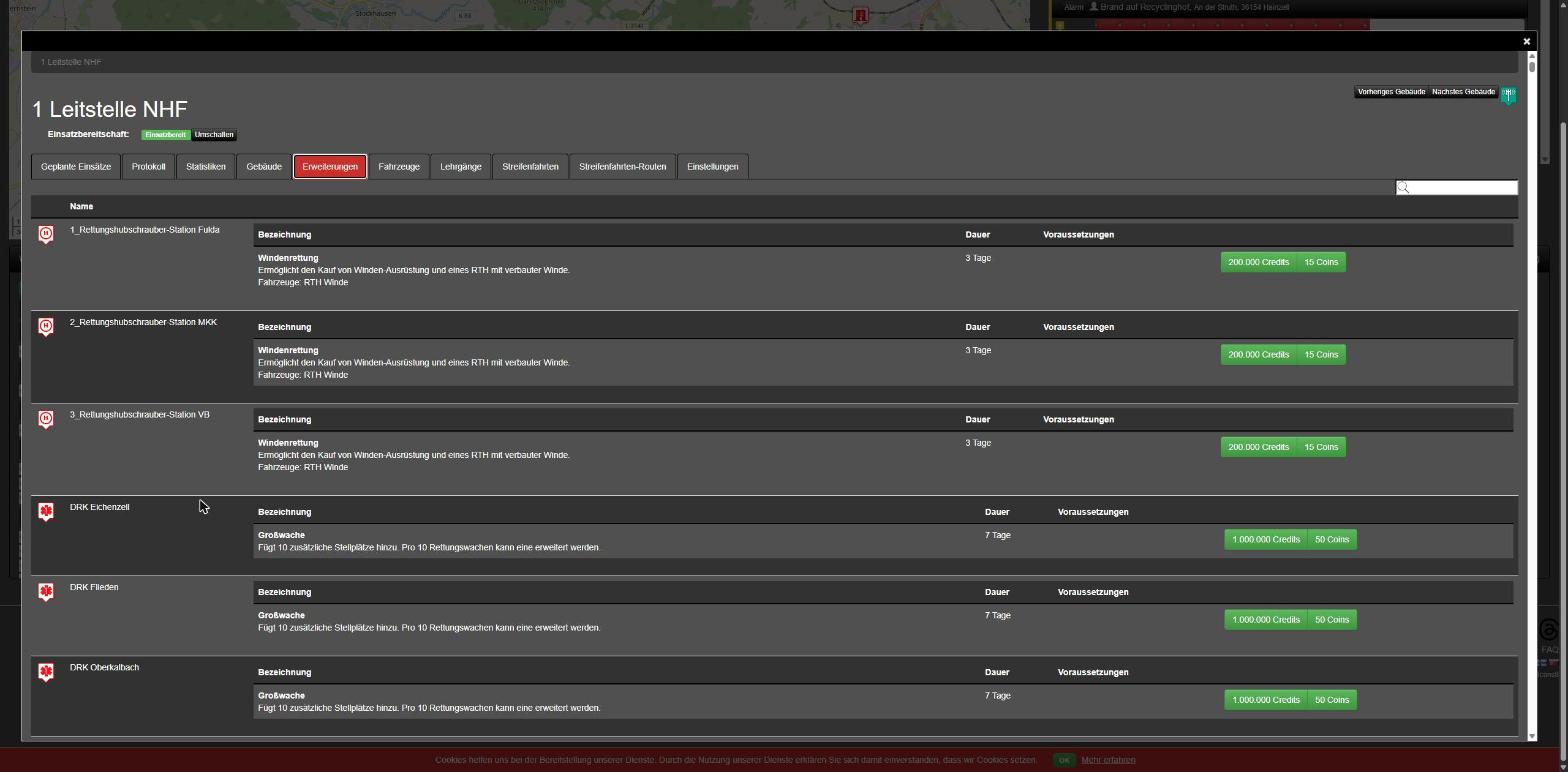 Stockhausen
Alarm Brand auf Recyclinghof, An der Struth, 36154 Hainzell
1 Leitstelle NHF
Vorheriges Gebäude Nächstes Gebäude
1 Leitstelle NHF
Einsatzbereitschaft: Einsatzbereit Umschalten
Geplante Einsätze Protokoll Statistiken Gebäude Erweiterungen Fahrzeuge Lehrgänge Streifenfahrten Streifenfahrten-Routen Einstellungen
Name
1_Rettungshubschrauber-Station Fulda
Bezeichnung Dauer Voraussetzungen
Windenrettung 3 Tage 200.000 Credits 15 Coins
Ermöglicht den Kauf von Winden-Ausrüstung und eines RTH mit verbauter Winde.
Fahrzeuge: RTH Winde
2_Rettungshubschrauber-Station MKK
Bezeichnung Dauer Voraussetzungen
Windenrettung 3 Tage 200.000 Credits 15 Coins
Ermöglicht den Kauf von Winden-Ausrüstung und eines RTH mit verbauter Winde.
Fahrzeuge: RTH Winde
3_Rettungshubschrauber-Station VB
Bezeichnung Dauer Voraussetzungen
Windenrettung 3 Tage 200.000 Credits 15 Coins
Ermöglicht den Kauf von Winden-Ausrüstung und eines RTH mit verbauter Winde.
Fahrzeuge: RTH Winde
DRK Eichenzell
Bezeichnung Dauer Voraussetzungen
Großwache 7 Tage 1.000.000 Credits 50 Coins
Fügt 10 zusätzliche Stellplätze hinzu. Pro 10 Rettungswachen kann eine erweitert werden.
DRK Flieden
Bezeichnung Dauer Voraussetzungen
Großwache 7 Tage 1.000.000 Credits 50 Coins
Fügt 10 zusätzliche Stellplätze hinzu. Pro 10 Rettungswachen kann eine erweitert werden.
FAQ
DRK Oberkalbach
Bezeichnung Dauer Voraussetzungen
Großwache 7 Tage 1.000.000 Credits 50 Coins
Fügt 10 zusätzliche Stellplätze hinzu. Pro 10 Rettungswachen kann eine erweitert werden.
Cookies helfen uns bei der Bereitstellung unserer Dienste. Durch die Nutzung unserer Dienste erklären Sie sich damit einverstanden, dass wir Cookies setzen. OK Mehr erfahren